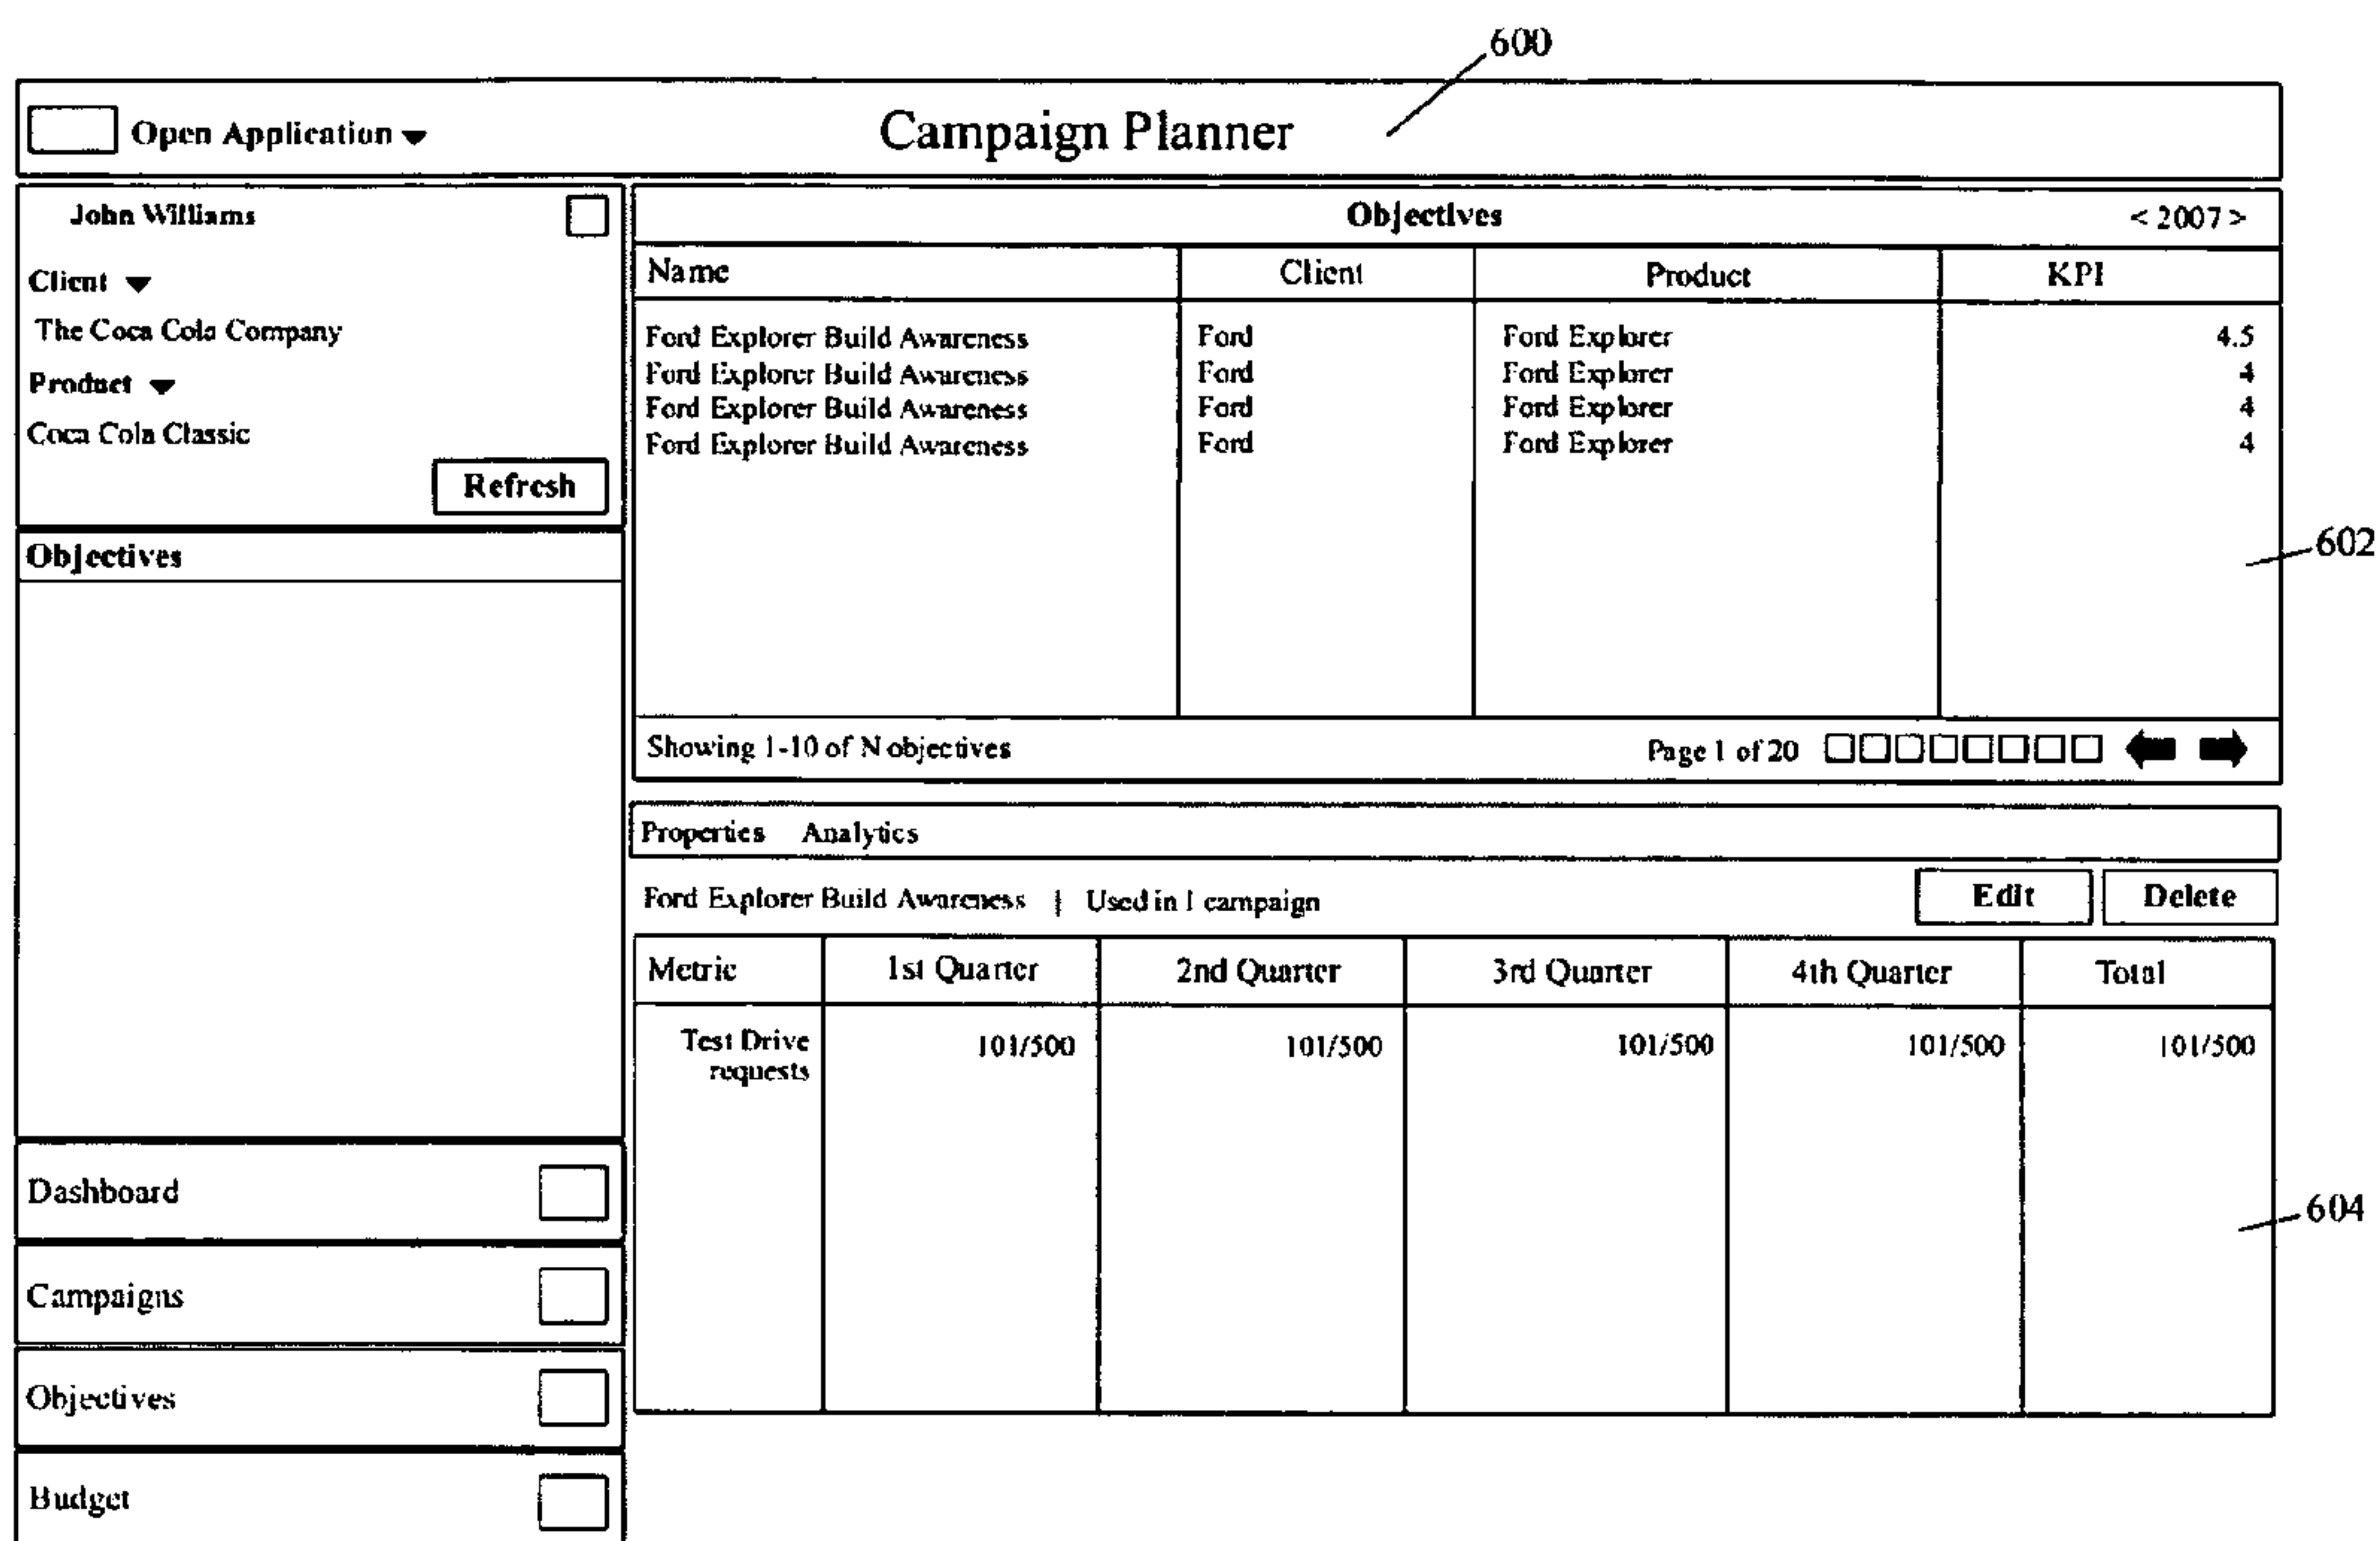 600
Open Application
Campaign Planner
John Williams
Client
The Coca Cola Company
Product
Coca Cola Classic
Refresh
Objectives
Dashboard
Campaigns
Objectives
Budget
Objectives < 2007 >
Name Client Product KPI
Ford Explorer Build Awareness Ford Ford Explorer 4.5
Ford Explorer Build Awareness Ford Ford Explorer 4
Ford Explorer Build Awareness Ford Ford Explorer 4
Ford Explorer Build Awareness Ford Ford Explorer 4
602
Showing 1-10 of N objectives Page 1 of 20
Properties Analytics
Ford Explorer Build Awareness | Used in 1 campaign Edit Delete
Metric 1st Quarter 2nd Quarter 3rd Quarter 4th Quarter Total
Test Drive 101/500 101/500 101/500 101/500 101/500
requests
604